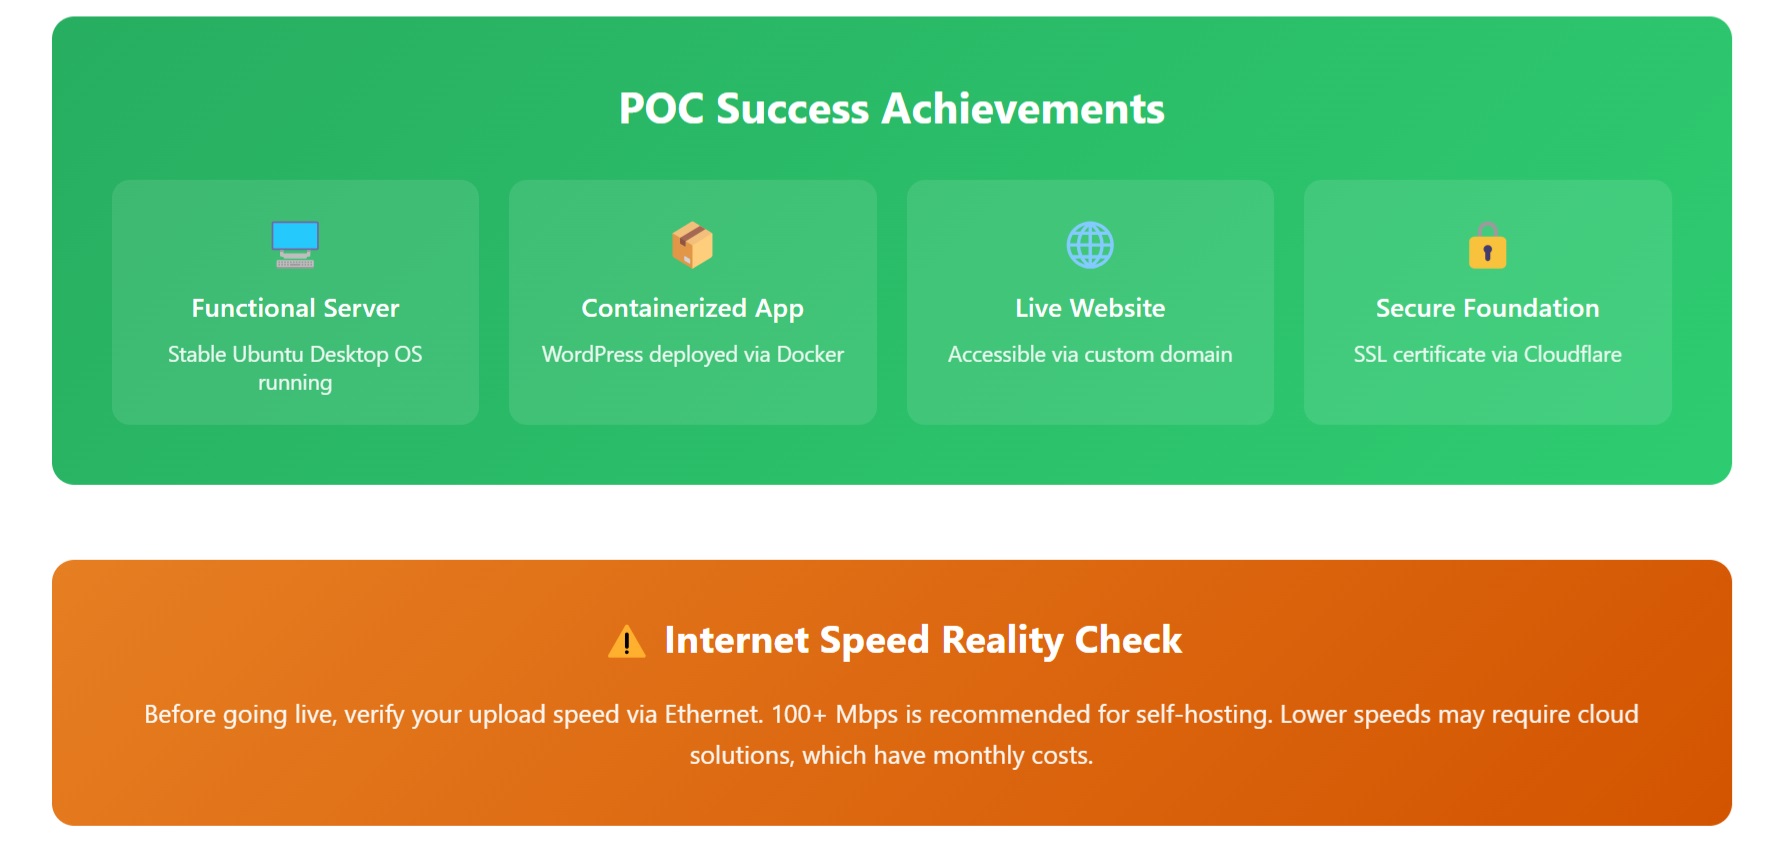 POC Success Achievements
Functional Server
Stable Ubuntu Desktop OS
running
Containerized App
WordPress deployed via Docker
Live Website
Accessible via custom domain
Secure Foundation
SSL certificate via Cloudflare
Internet Speed Reality Check
Before going live, verify your upload speed via Ethernet. 100+ Mbps is recommended for self-hosting. Lower speeds may require cloud
solutions, which have monthly costs.